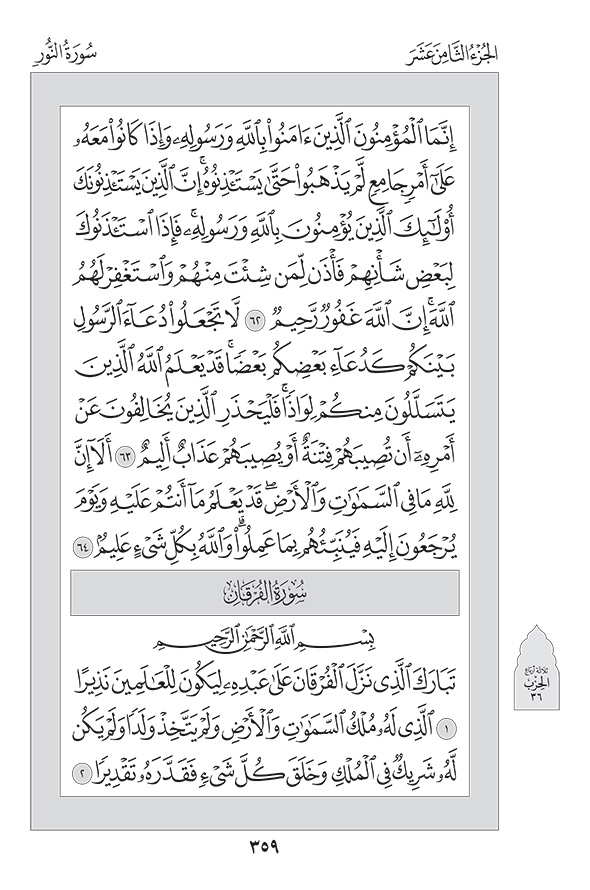 الجُزْءُ الثَّامِنَ عَشَرَ
سُورَةُ النُّورِ
إِنَّمَا ٱلْمُؤْمِنُونَ ٱلَّذِينَ ءَامَنُوا۟ بِٱللَّهِ وَرَسُولِهِۦ وَإِذَا كَانُوا۟ مَعَهُۥ
عَلَىٰٓ أَمْرٍ جَامِعٍ لَّمْ يَذْهَبُوا۟ حَتَّىٰ يَسْتَـْٔذِنُوهُ ۚ إِنَّ ٱلَّذِينَ يَسْتَـْٔذِنُونَكَ
أُو۟لَـٰٓئِكَ ٱلَّذِينَ يُؤْمِنُونَ بِٱللَّهِ وَرَسُولِهِۦ ۚ فَإِذَا ٱسْتَـْٔذَنُوكَ
لِبَعْضِ شَأْنِهِمْ فَأْذَن لِّمَن شِئْتَ مِنْهُمْ وَٱسْتَغْفِرْ لَهُمُ
ٱللَّهَ ۚ إِنَّ ٱللَّهَ غَفُورٌ رَّحِيمٌ ٦٢ لَّا تَجْعَلُوا۟ دُعَآءَ ٱلرَّسُولِ
بَيْنَكُمْ كَدُعَآءِ بَعْضِكُم بَعْضًا ۚ قَدْ يَعْلَمُ ٱللَّهُ ٱلَّذِينَ
يَتَسَلَّلُونَ مِنكُمْ لِوَاذًا ۚ فَلْيَحْذَرِ ٱلَّذِينَ يُخَالِفُونَ عَنْ
أَمْرِهِۦٓ أَن تُصِيبَهُمْ فِتْنَةٌ أَوْ يُصِيبَهُمْ عَذَابٌ أَلِيمٌ ٦٣ أَلَآ إِنَّ
لِلَّهِ مَا فِى ٱلسَّمَـٰوَٰتِ وَٱلْأَرْضِ ۖ قَدْ يَعْلَمُ مَآ أَنتُمْ عَلَيْهِ وَيَوْمَ
يُرْجَعُونَ إِلَيْهِ فَيُنَبِّئُهُم بِمَا عَمِلُوا۟ ۗ وَٱللَّهُ بِكُلِّ شَىْءٍ عَلِيمٌۢ ٦٤
سُورَةُ الفُرْقَانِ
بِسْمِ ٱللَّهِ ٱلرَّحْمَـٰنِ ٱلرَّحِيمِ
تَبَارَكَ ٱلَّذِى نَزَّلَ ٱلْفُرْقَانَ عَلَىٰ عَبْدِهِۦ لِيَكُونَ لِلْعَـٰلَمِينَ نَذِيرًا
١ ٱلَّذِى لَهُۥ مُلْكُ ٱلسَّمَـٰوَٰتِ وَٱلْأَرْضِ وَلَمْ يَتَّخِذْ وَلَدًا وَلَمْ يَكُن
لَّهُۥ شَرِيكٌ فِى ٱلْمُلْكِ وَخَلَقَ كُلَّ شَىْءٍ فَقَدَّرَهُۥ تَقْدِيرًا ٢
ثلاثة أرباع
الحِزْب
٣٦
٣٥٩